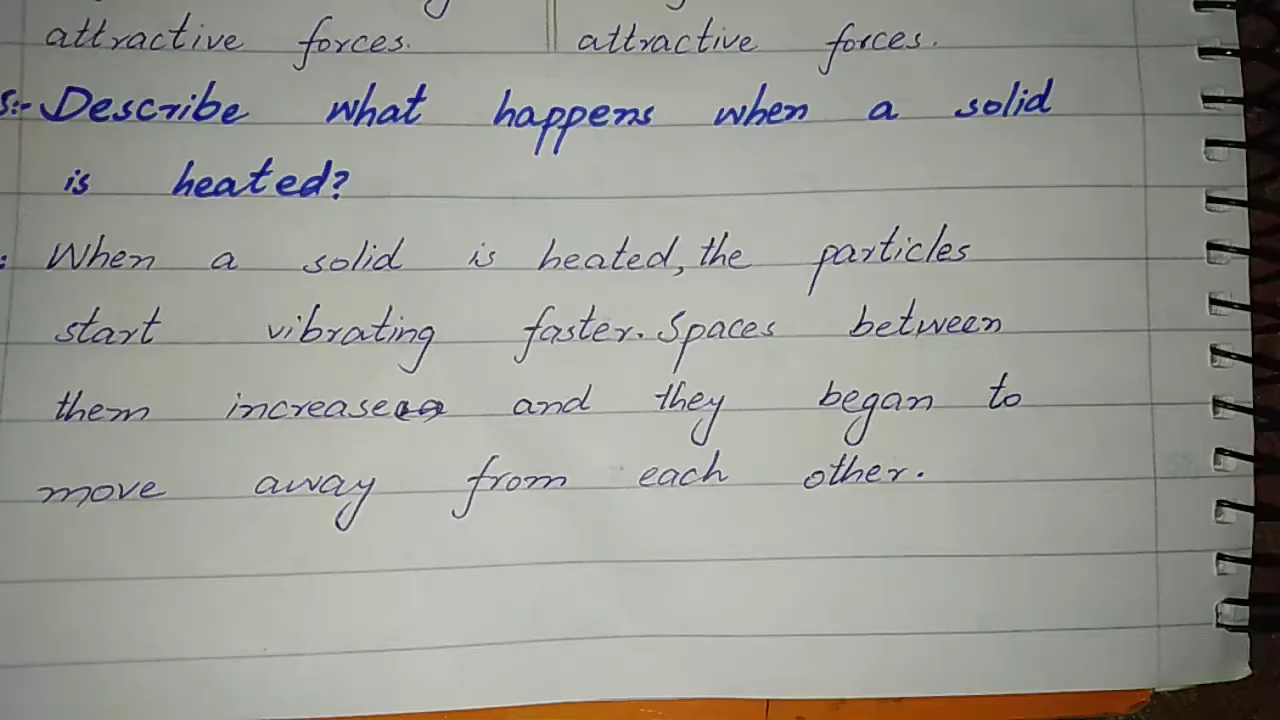 attractive forces. attractive forces.
5:- Describe what happens when a solid
is heated?
: When a solid is heated, the particles
start vibrating faster. Spaces between
them increase and they began to
move away from each other.